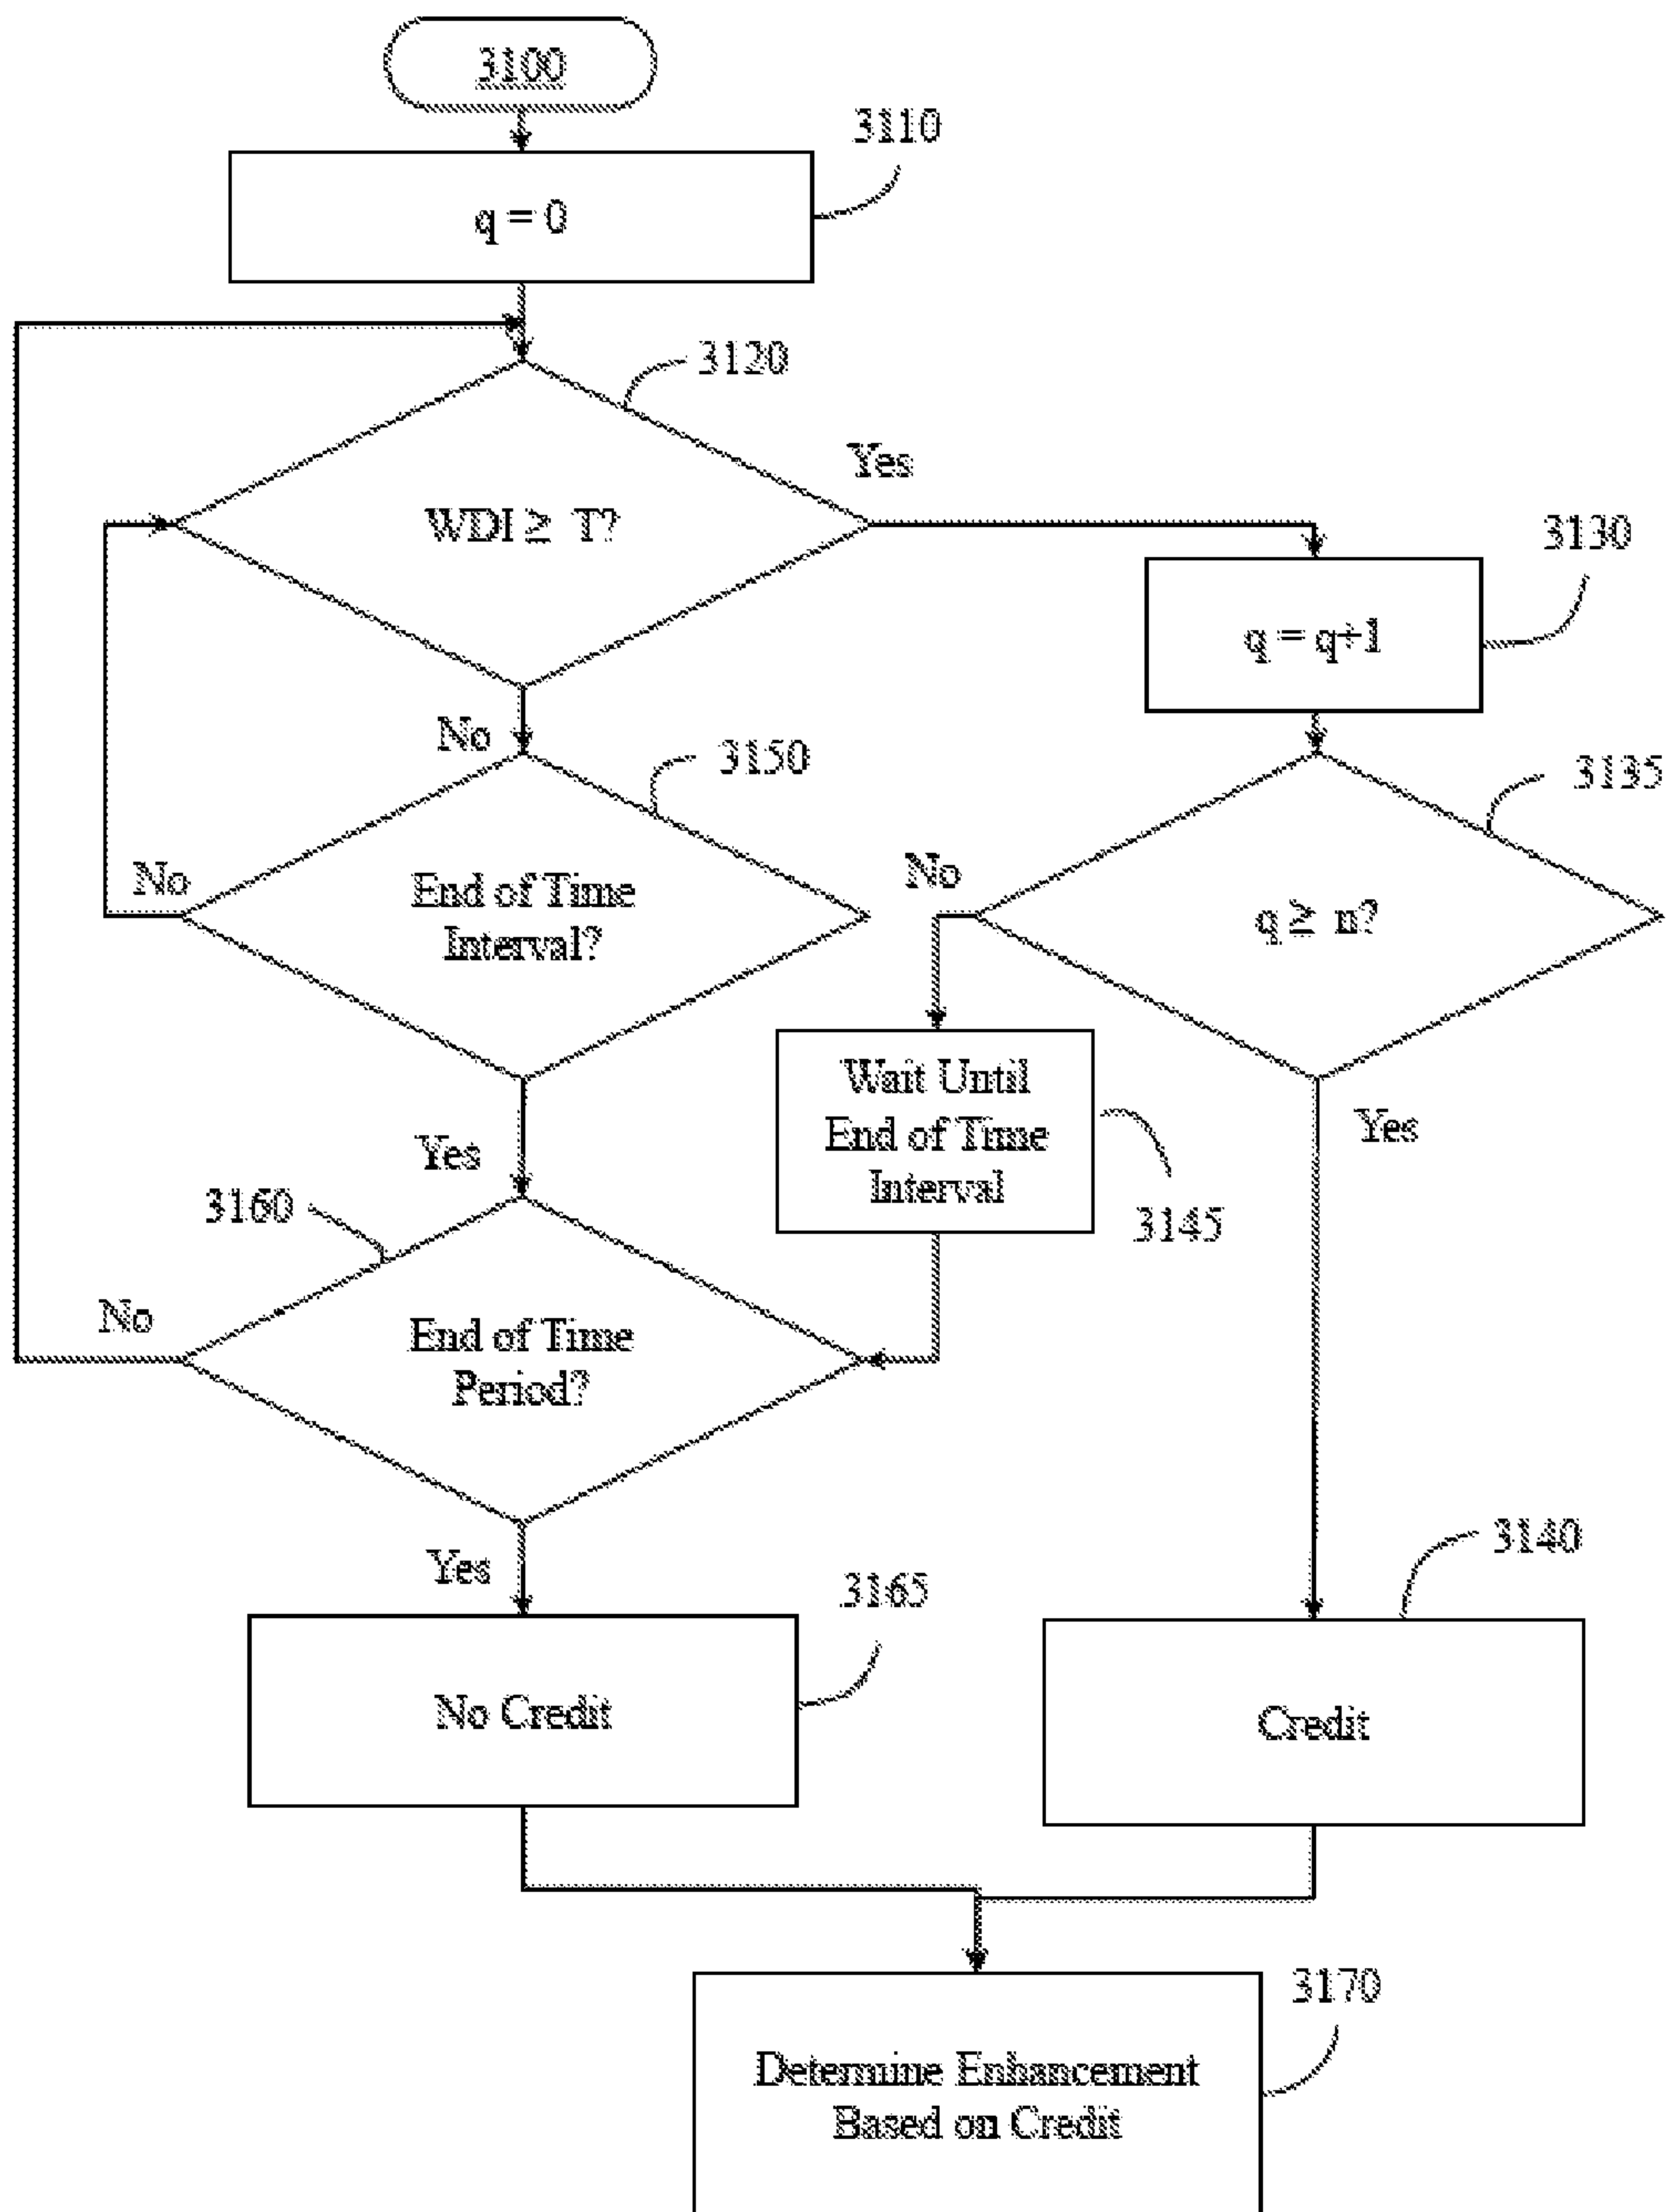 3100
3110
q = 0
3120
Yes
WDI ≥ T?
3130
q = q+1
No
3150
3135
No
No
End of Time
Interval?
q ≥ n?
Wait Until
End of Time
Interval
Yes
Yes
3160
3145
No
End of Time
Period?
3140
Yes
3165
No Credit
Credit
3170
Determine Enhancement
Based on Credit